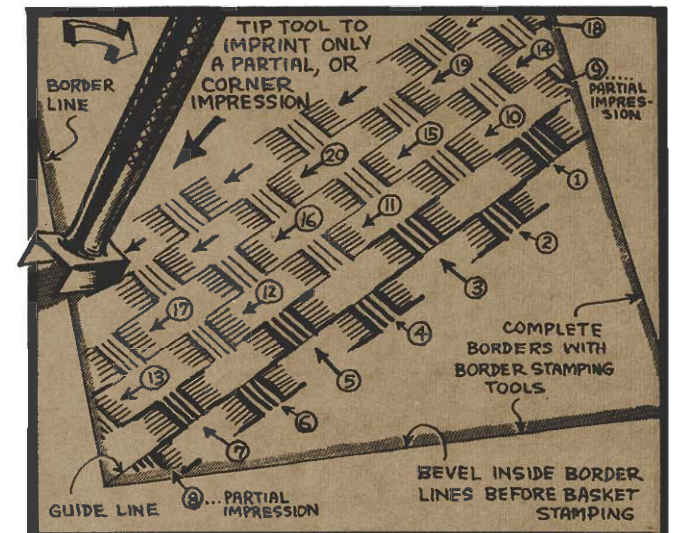 TIP TOOL TO
IMPRINT ONLY
A PARTIAL, OR
CORNER
IMPRESSION
BORDER
LINE
18
19
14
9.....
PARTIAL
IMPRES-
SION
15
10
20
1
16
11
2
3
17
12
4
COMPLETE
BORDERS WITH
BORDER STAMPING
TOOLS
13
5
6
7
8...PARTIAL
IMPRESSION
GUIDE LINE
BEVEL INSIDE BORDER
LINES BEFORE BASKET
STAMPING